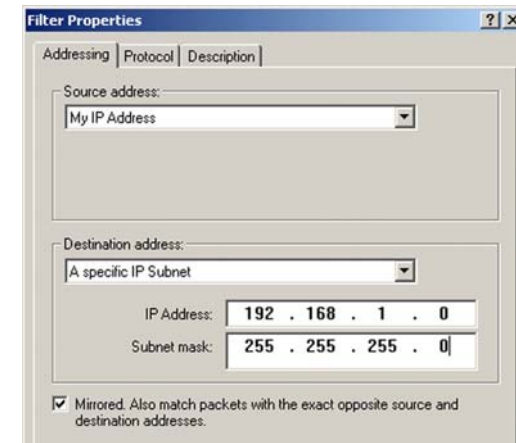 Filter Properties
? X
Addressing Protocol Description
Source address:
My IP Address
Destination address:
A specific IP Subnet
IP Address: 192 . 168 . 1 . 0
Subnet mask: 255 . 255 . 255 . 0
Mirrored. Also match packets with the exact opposite source and
destination addresses.